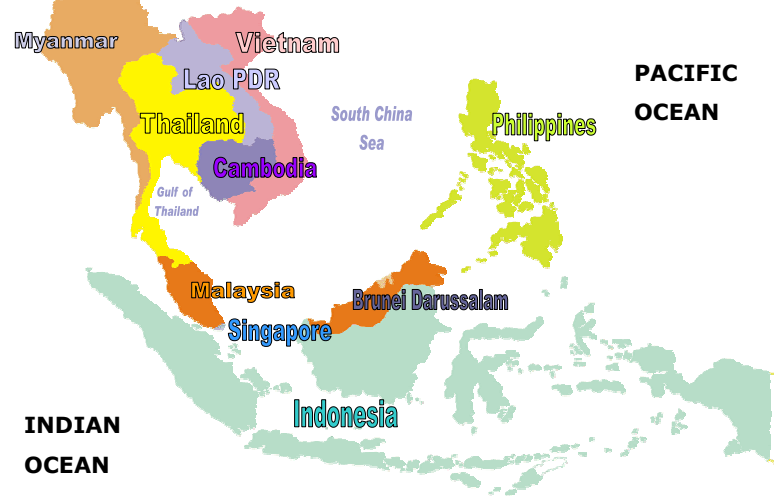 Myanmar
Vietnam
Lao PDR
PACIFIC
OCEAN
Thailand
South China
Sea
Philippines
Cambodia
Gulf of
Thailand
Malaysia
Brunei Darussalam
Singapore
Indonesia
INDIAN
OCEAN